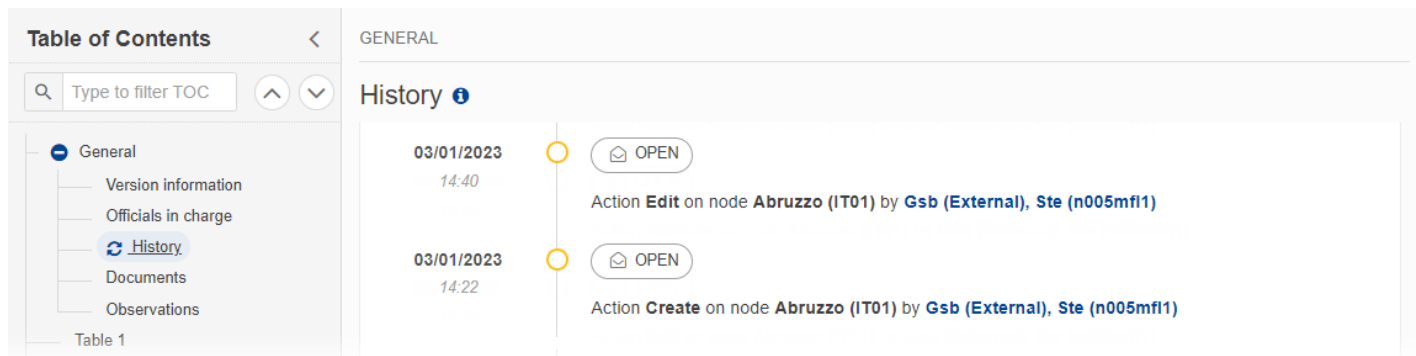 Table of Contents
Type to filter TOC
General
Version information
Officials in charge
History
Documents
Observations
Table 1
GENERAL
History
03/01/2023
14:40
OPEN
Action Edit on node Abruzzo (IT01) by Gsb (External), Ste (n005mfl1)
03/01/2023
14:22
OPEN
Action Create on node Abruzzo (IT01) by Gsb (External), Ste (n005mfl1)